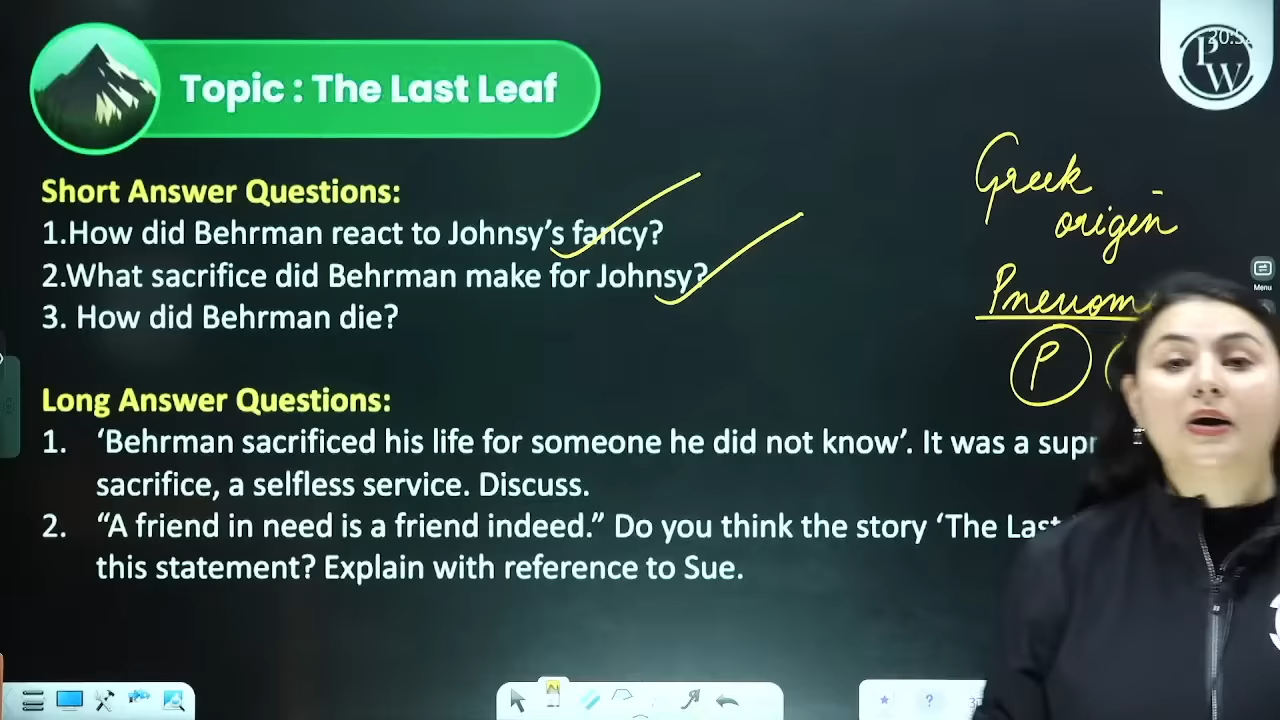 Topic : The Last Leaf
Short Answer Questions:
1.How did Behrman react to Johnsy's fancy?
2.What sacrifice did Behrman make for Johnsy?
3. How did Behrman die?
Long Answer Questions:
1. 'Behrman sacrificed his life for someone he did not know'. It was a
sacrifice, a selfless service. Discuss.
2. “A friend in need is a friend indeed.” Do you think the story 'The Last
this statement? Explain with reference to Sue.
Greek
origin
P
PW
Menu